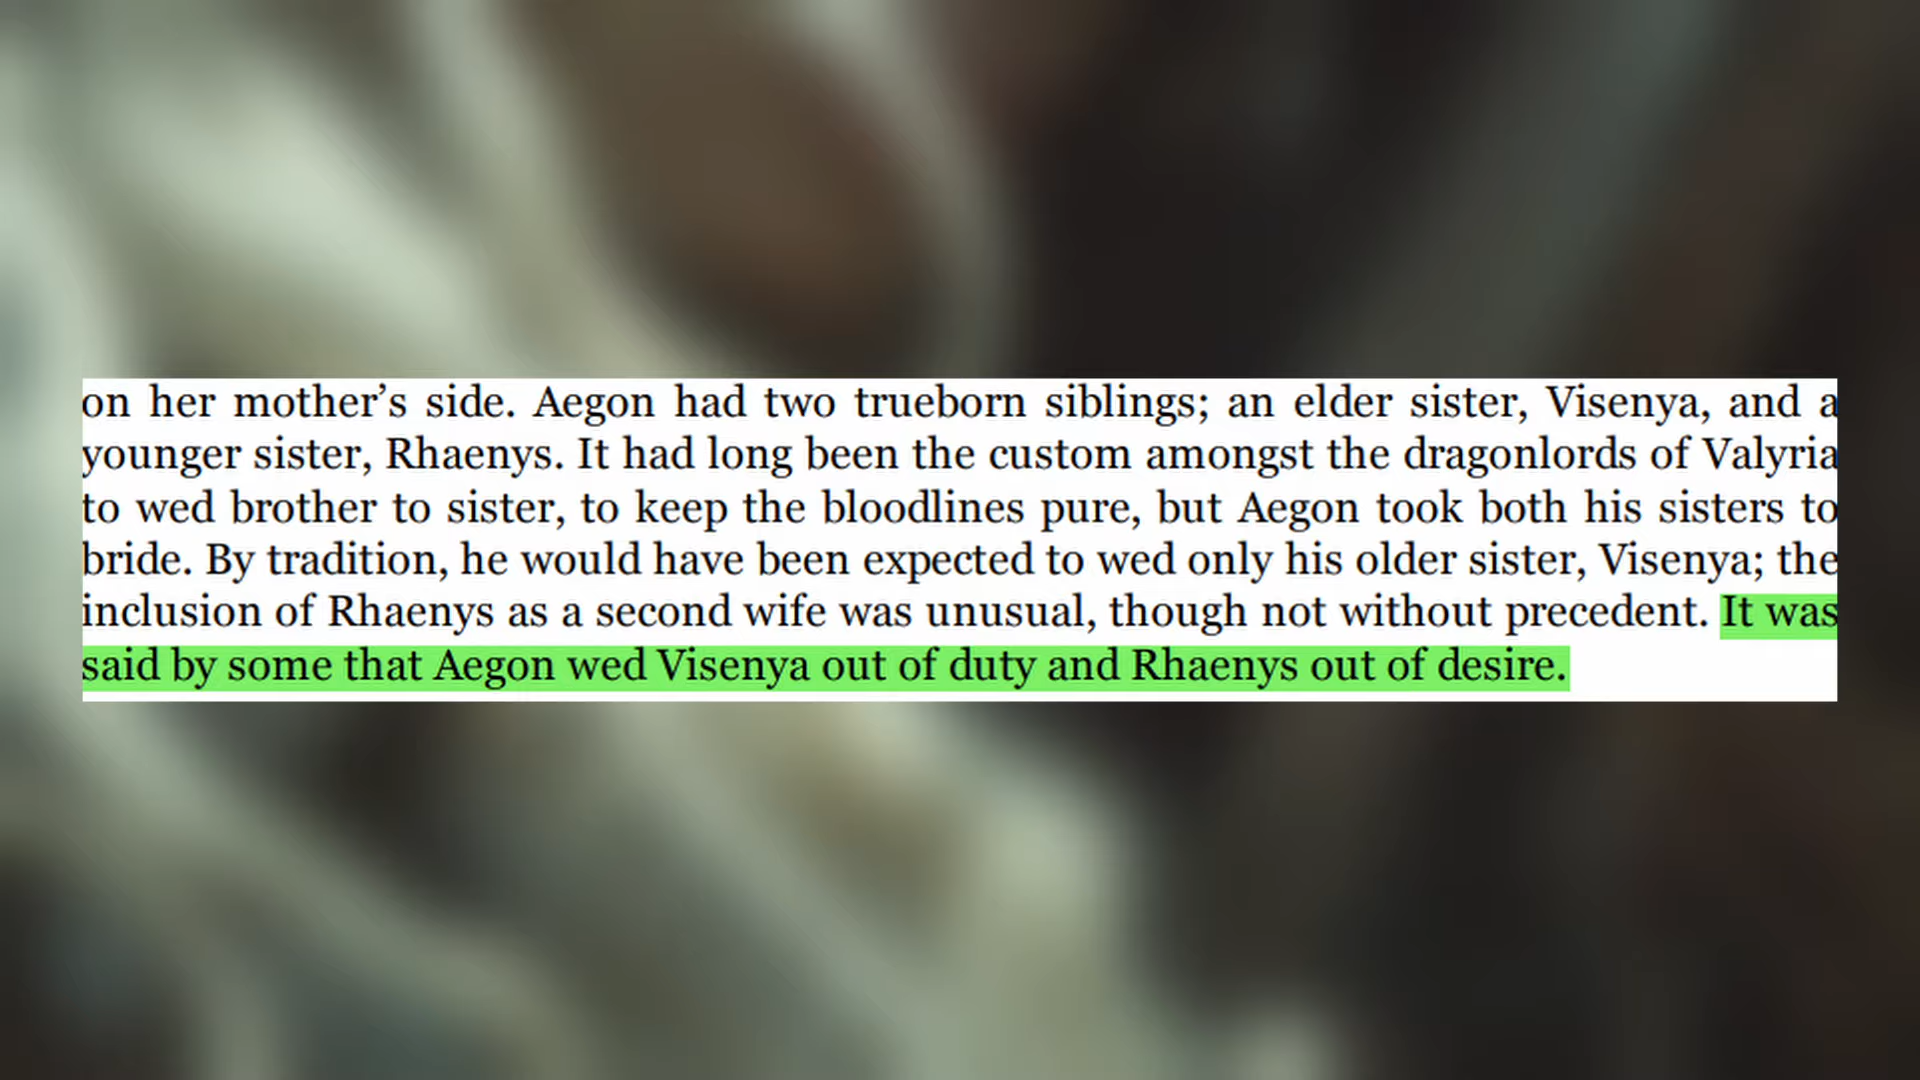 on her mother’s side. Aegon had two trueborn siblings; an elder sister, Visenya, and a
younger sister, Rhaenys. It had long been the custom amongst the dragonlords of Valyria
to wed brother to sister, to keep the bloodlines pure, but Aegon took both his sisters to
bride. By tradition, he would have been expected to wed only his older sister, Visenya; the
inclusion of Rhaenys as a second wife was unusual, though not without precedent. It was
said by some that Aegon wed Visenya out of duty and Rhaenys out of desire.